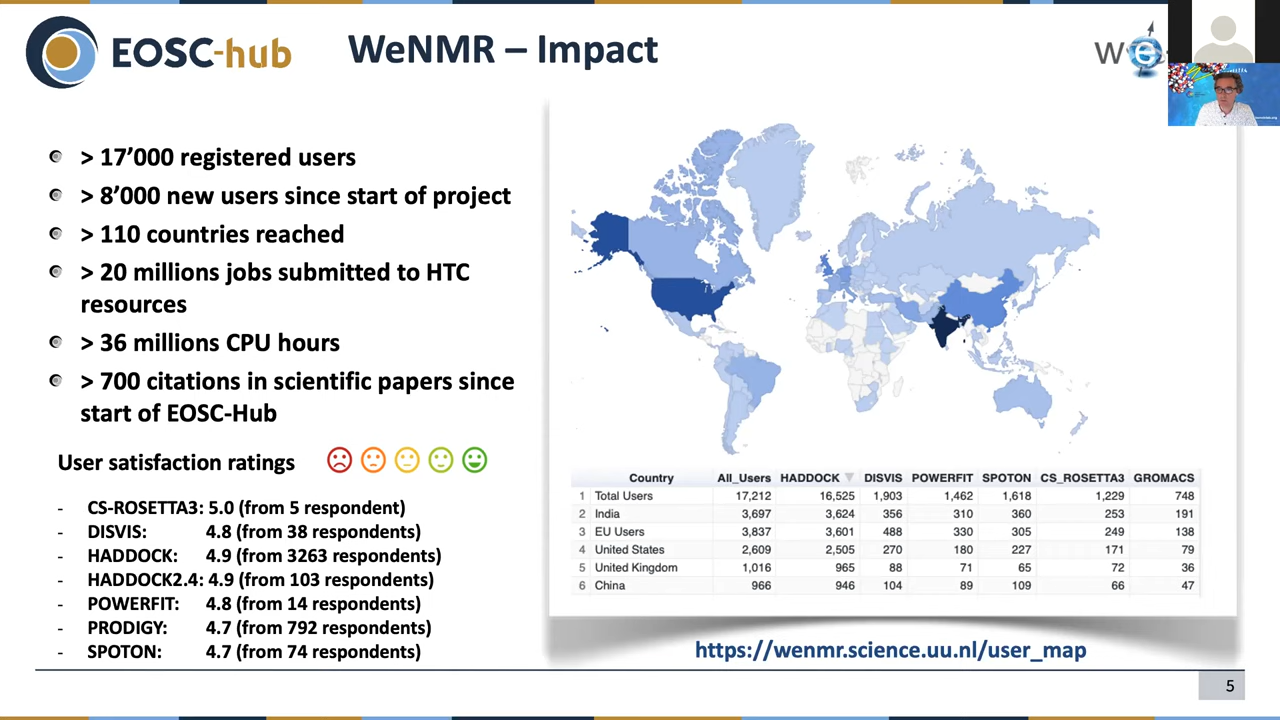 EOSC-hub
WeNMR – Impact
> 17’000 registered users
> 8’000 new users since start of project
> 110 countries reached
> 20 millions jobs submitted to HTC
resources
> 36 millions CPU hours
> 700 citations in scientific papers since
start of EOSC-Hub
User satisfaction ratings
- CS-ROSETTA3: 5.0 (from 5 respondent)
- DISVIS: 4.8 (from 38 respondents)
- HADDOCK: 4.9 (from 3263 respondents)
- HADDOCK2.4: 4.9 (from 103 respondents)
- POWERFIT: 4.8 (from 14 respondents)
- PRODIGY: 4.7 (from 792 respondents)
- SPOTON: 4.7 (from 74 respondents)
Country All_Users HADDOCK DISVIS POWERFIT SPOTON CS_ROSETTA3 GROMACS
1 Total Users 17,212 16,525 1,903 1,462 1,618 1,229 748
2 India 3,697 3,624 356 310 360 253 191
3 EU Users 3,837 3,601 488 330 305 249 138
4 United States 2,609 2,505 270 180 227 171 79
5 United Kingdom 1,016 965 88 71 65 72 36
6 China 966 946 104 89 109 66 47
https://wenmr.science.uu.nl/user_map
5